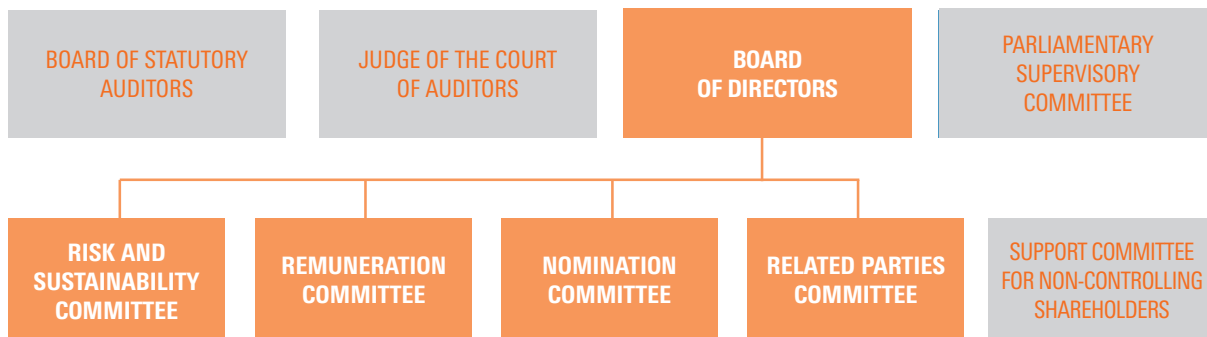 BOARD OF STATUTORY
AUDITORS
JUDGE OF THE COURT
OF AUDITORS
BOARD
OF DIRECTORS
PARLIAMENTARY
SUPERVISORY
COMMITTEE
RISK AND
SUSTAINABILITY
COMMITTEE
REMUNERATION
COMMITTEE
NOMINATION
COMMITTEE
RELATED PARTIES
COMMITTEE
SUPPORT COMMITTEE
FOR NON-CONTROLLING
SHAREHOLDERS